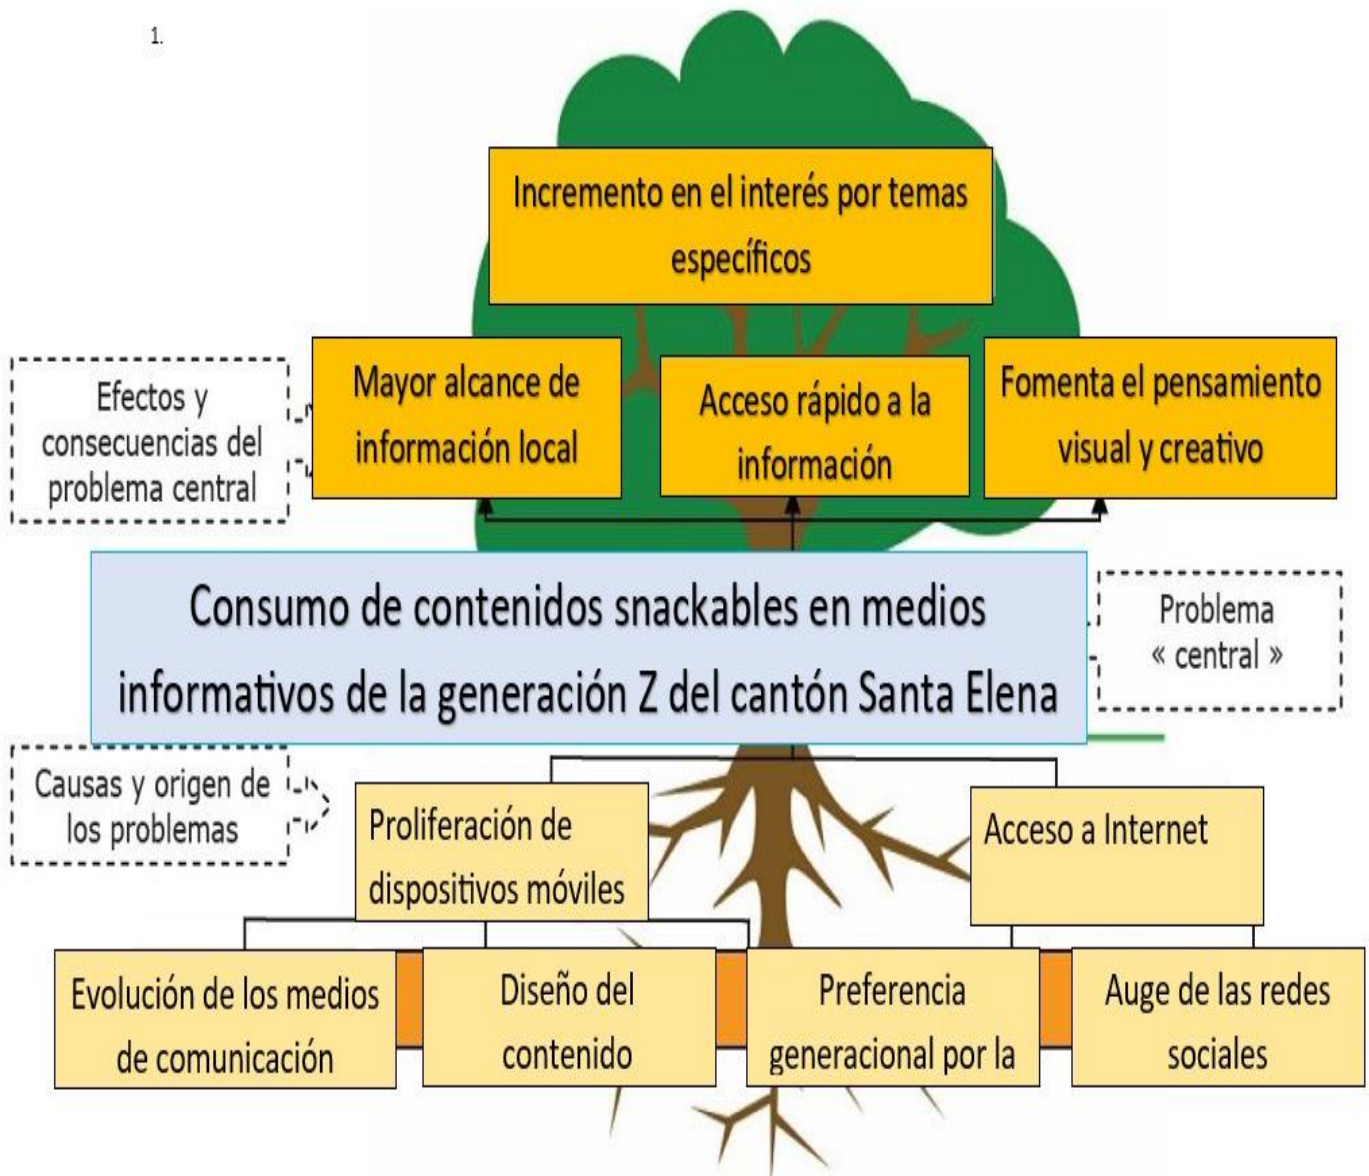 1.
Incremento en el interés por temas
específicos
Efectos y
consecuencias del
problema central
Mayor alcance de
información local
Acceso rápido a la
información
Fomenta el pensamiento
visual y creativo
Consumo de contenidos snackables en medios
informativos de la generación Z del cantón Santa Elena
Problema
« central »
Causas y origen de
los problemas
Proliferación de
dispositivos móviles
Acceso a Internet
Evolución de los medios
de comunicación
Diseño del
contenido
Preferencia
generacional por la
Auge de las redes
sociales